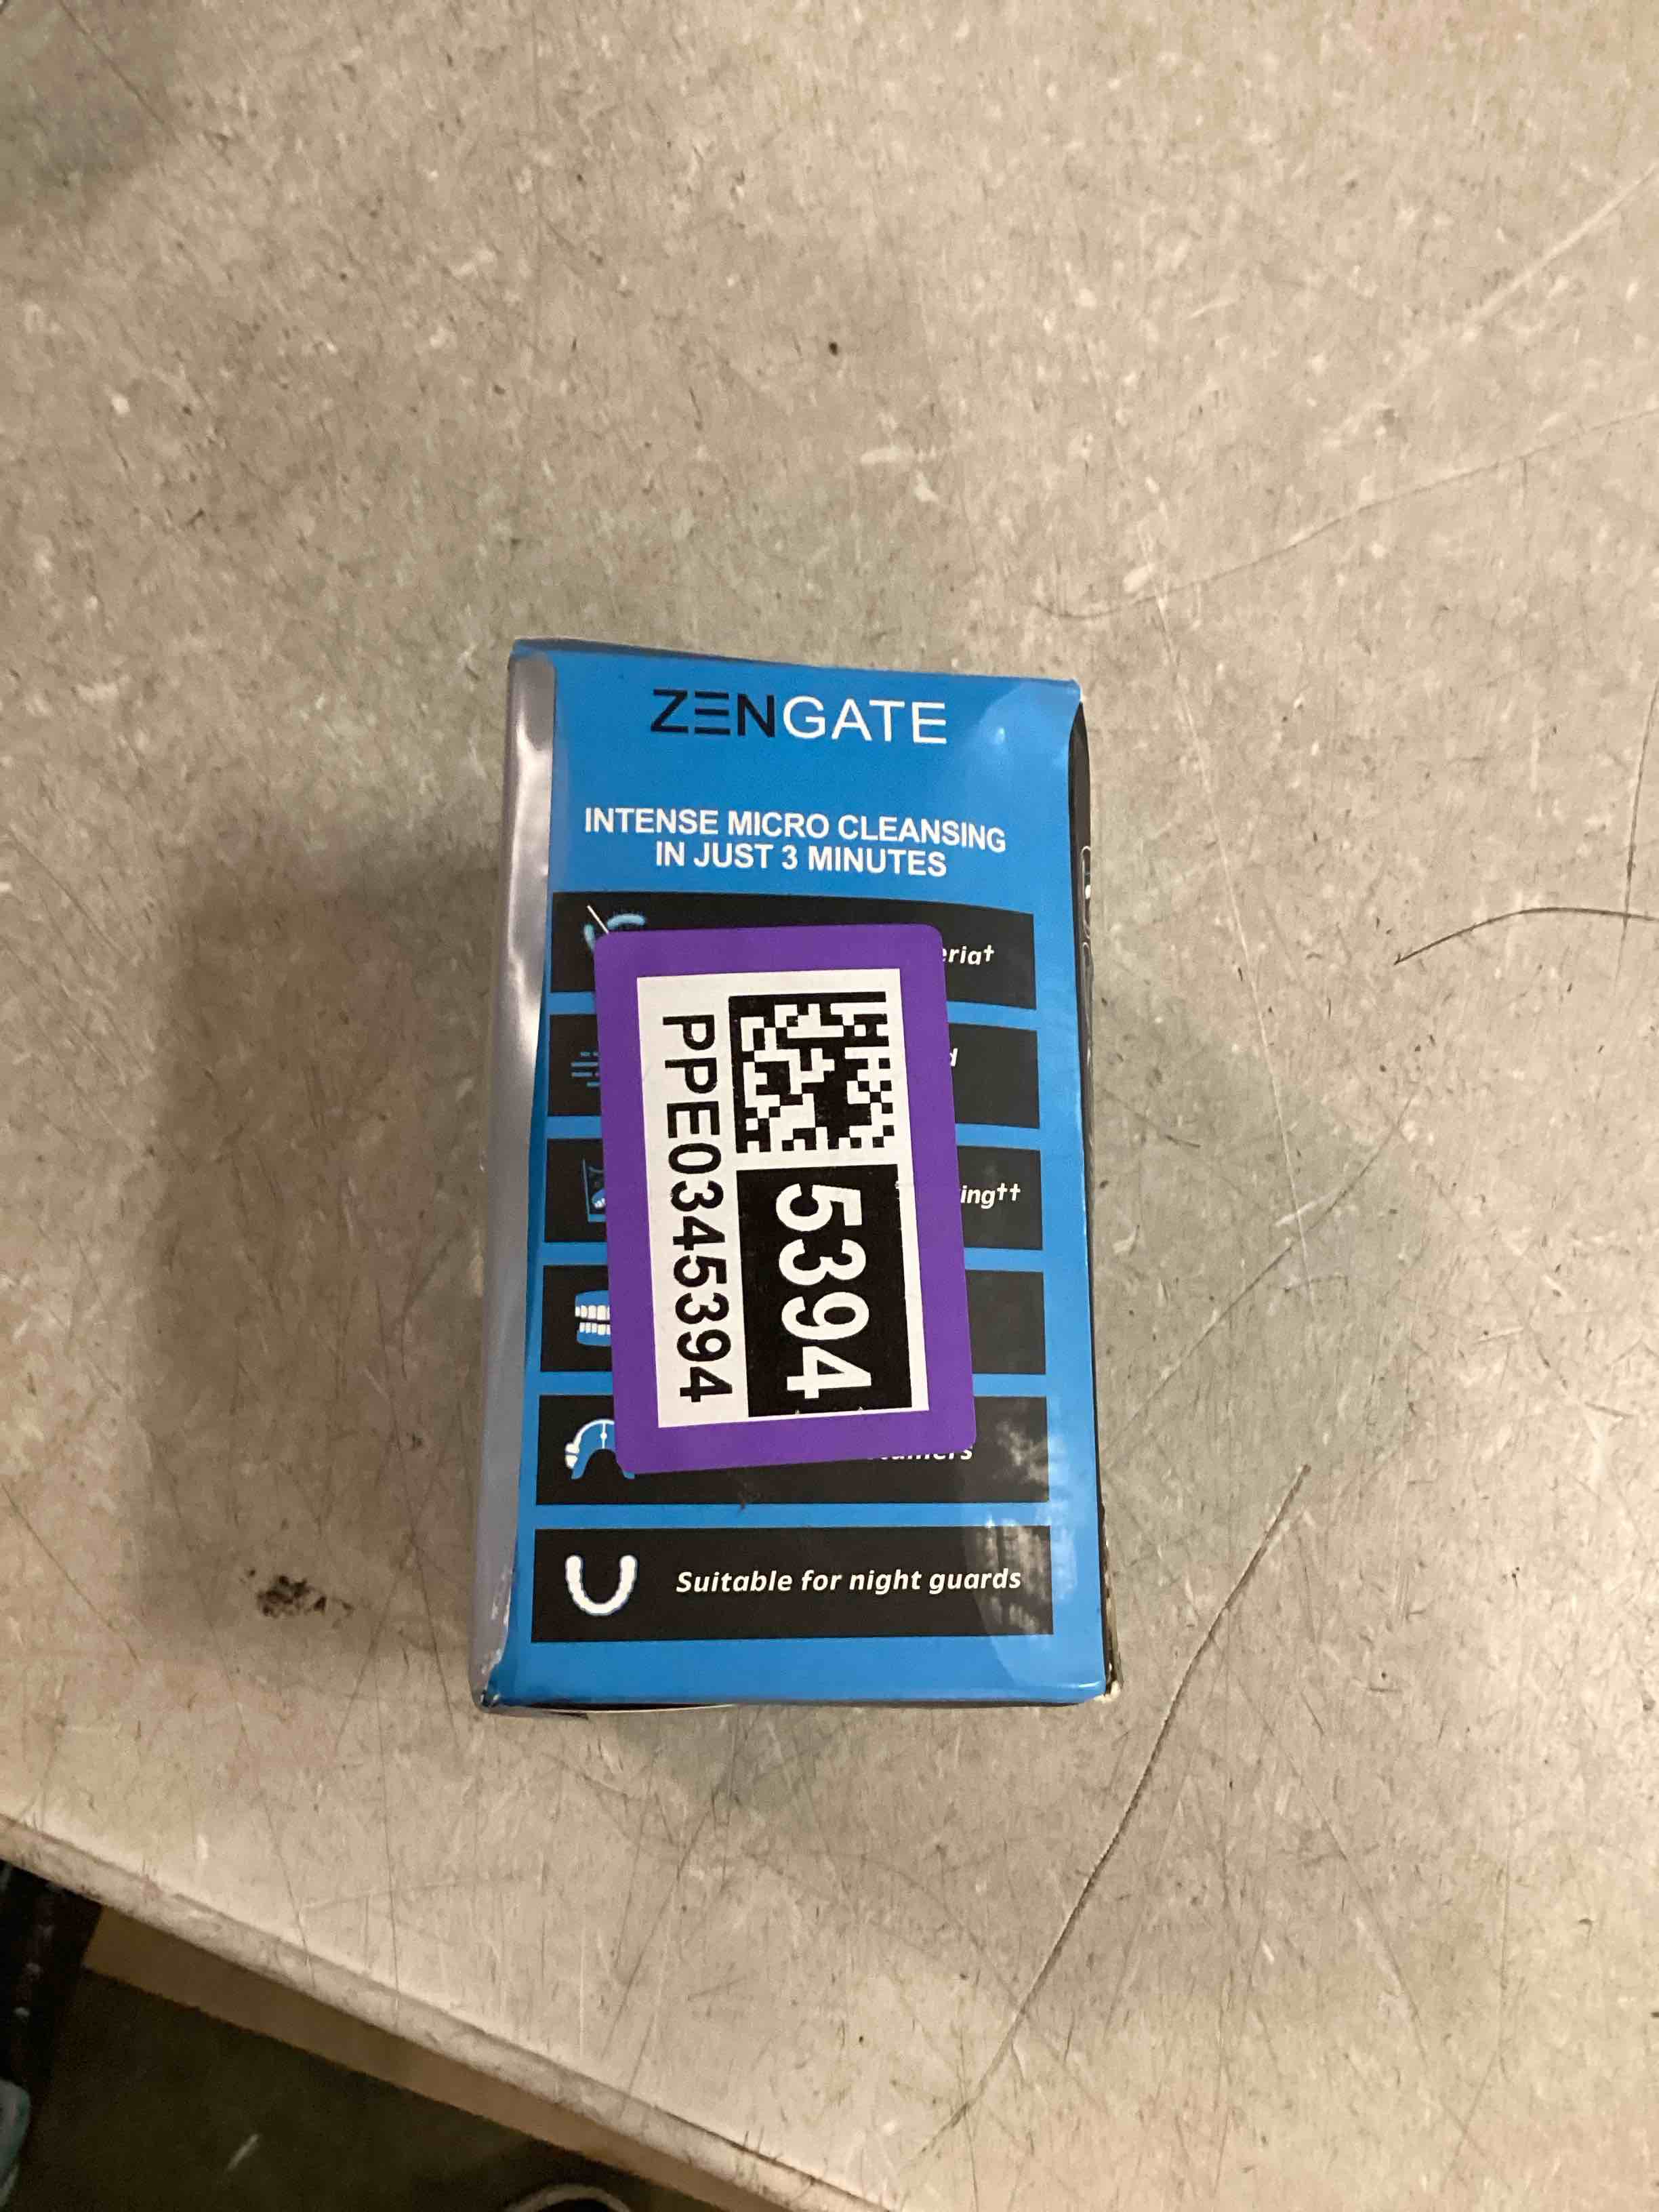 ZENGATE
INTENSE MICRO CLEANSING
IN JUST 3 MINUTES
5394
PPE0345394
Suitable for night guards